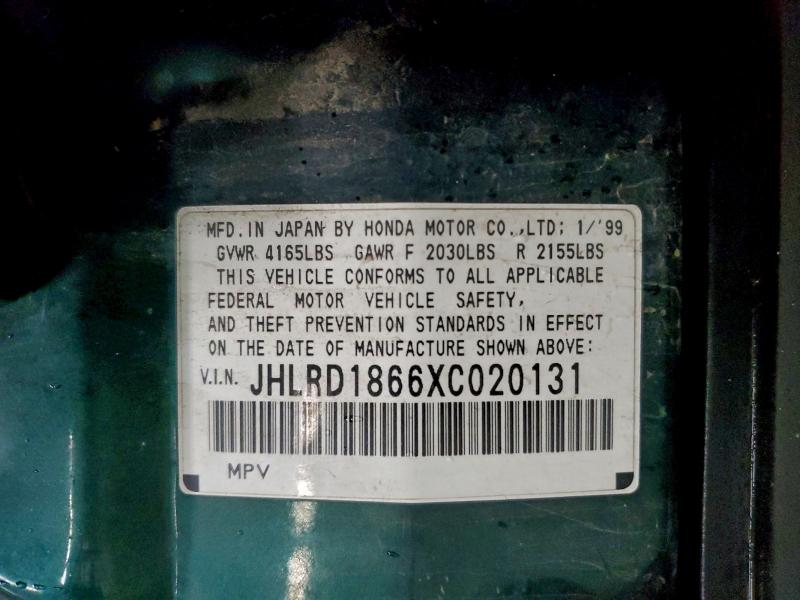 MFD.IN JAPAN BY HONDA MOTOR CO.,LTD; 1/'99
GVWR 4165LBS GAWR F 2030LBS R 2155LBS
THIS VEHICLE CONFORMS TO ALL APPLICABLE
FEDERAL MOTOR VEHICLE SAFETY,
AND THEFT PREVENTION STANDARDS IN EFFECT
ON THE DATE OF MANUFACTURE SHOWN ABOVE:
V.I.N. JHLRD1866XC020131
MPV